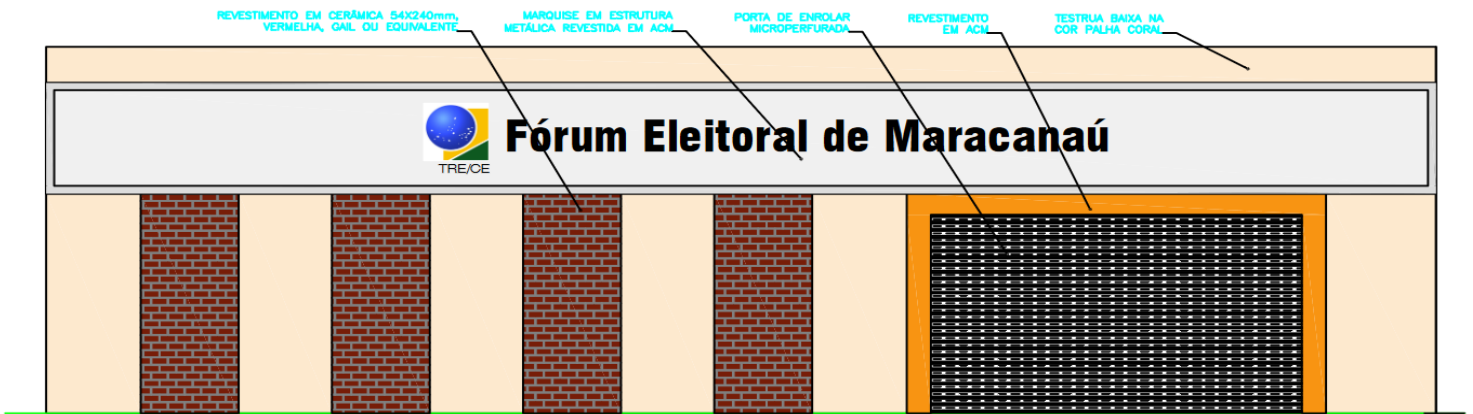 REVESTIMENTO EM CERÂMICA 54X240mm,
VERMELHA, GAIL OU EQUIVALENTE
MARQUISE EM ESTRUTURA
METÁLICA REVESTIDA EM ACM
PORTA DE ENROLAR
MICROPERFURADA
REVESTIMENTO
EM ACM
TESTRUA BAIXA NA
COR PALHA CORAL
Fórum Eleitoral de Maracanaú
TRE/CE